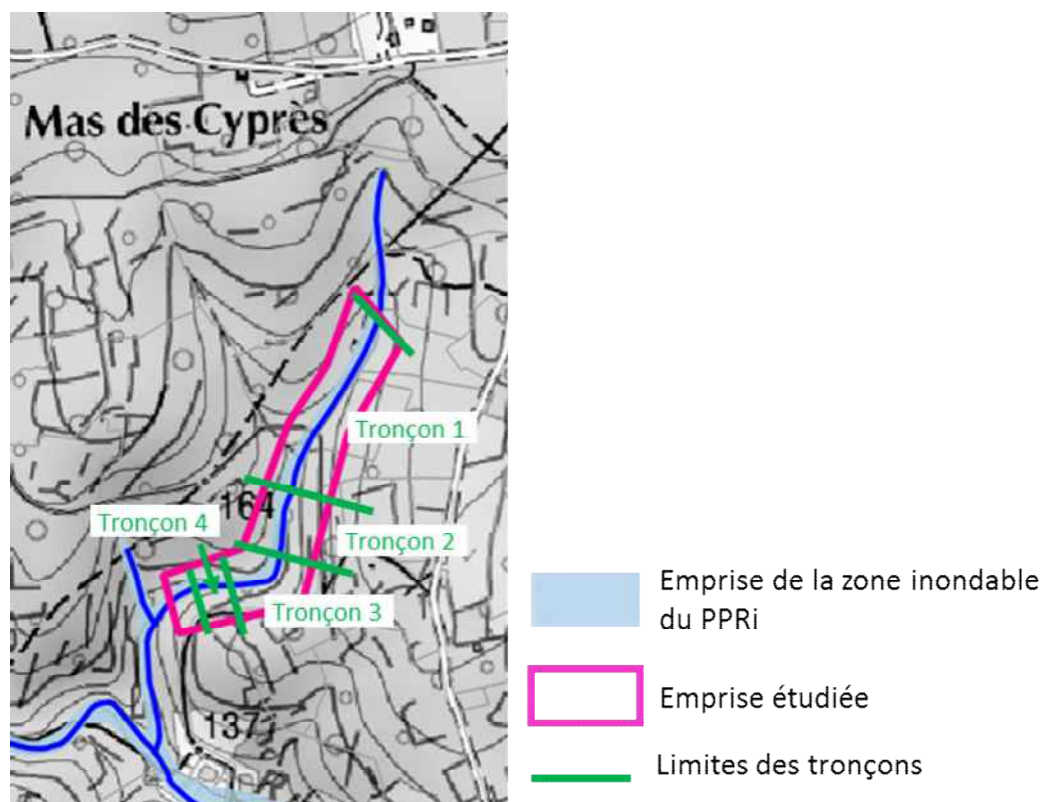 Mas des Cyprès
Tronçon 1
164
Tronçon 4
Tronçon 2
Tronçon 3
137
Emprise de la zone inondable
du PPRi
Emprise étudiée
Limites des tronçons